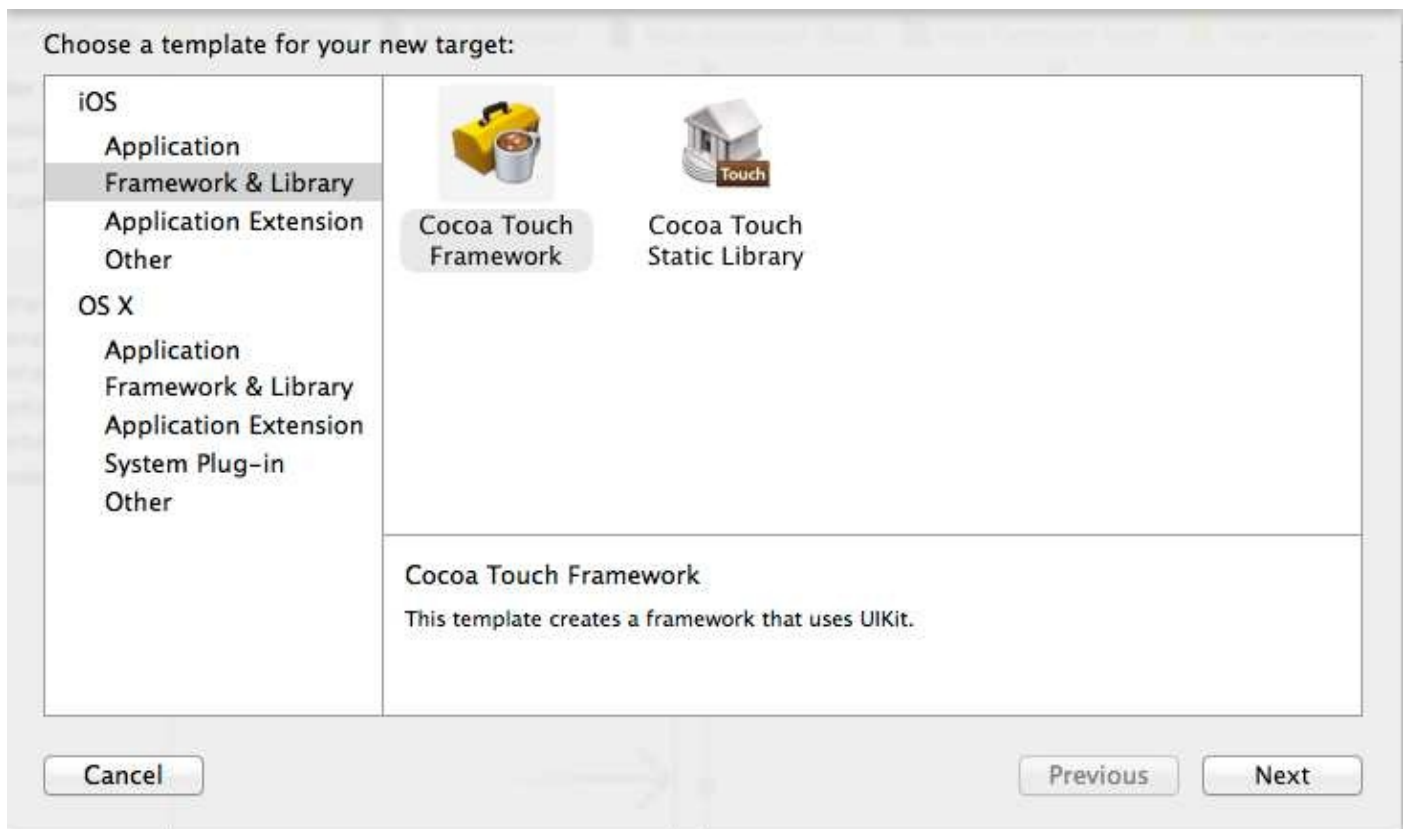 Choose a template for your new target:
iOS
Application
Framework & Library
Application Extension
Other
OS X
Application
Framework & Library
Application Extension
System Plug-in
Other
Touch
Cocoa Touch
Framework
Cocoa Touch
Static Library
Cocoa Touch Framework
This template creates a framework that uses UIKit.
Cancel
Previous
Next